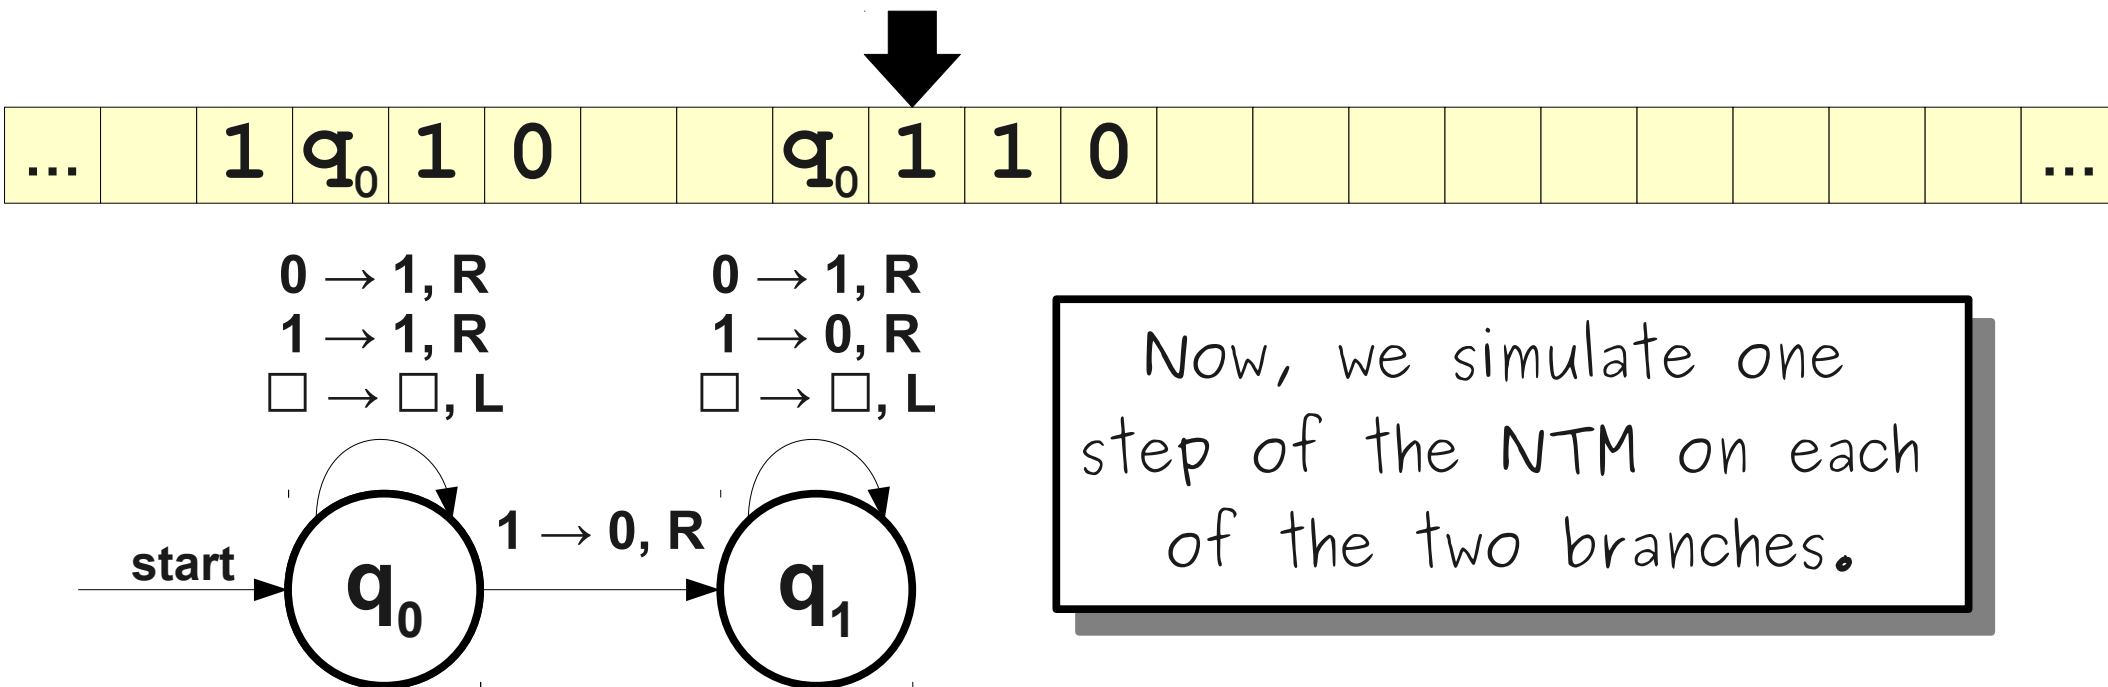 ... 1 q₀ 1 0 q₀ 1 1 0 ...
0 → 1, R
1 → 1, R
□ → □, L
0 → 1, R
1 → 0, R
□ → □, L
start
q₀
1 → 0, R
q₁
Now, we simulate one
step of the NTM on each
of the two branches.